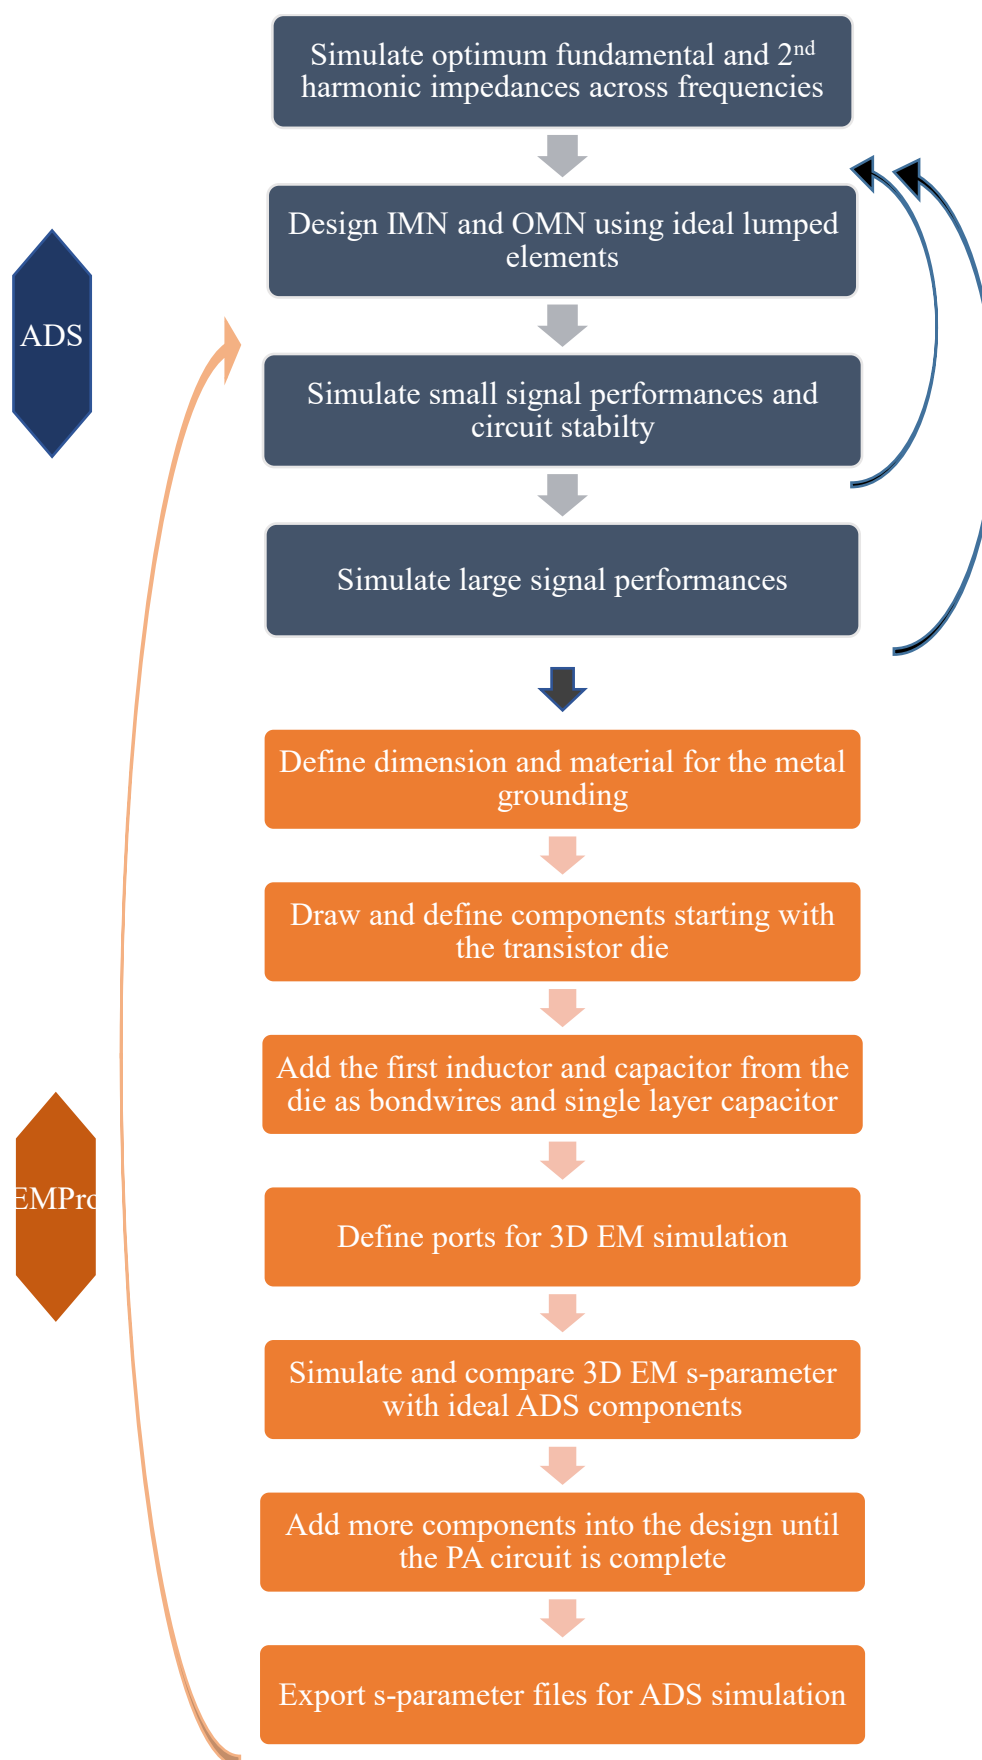 Simulate optimum fundamental and 2nd
harmonic impedances across frequencies
Design IMN and OMN using ideal lumped
elements
ADS
Simulate small signal performances and
circuit stabilty
Simulate large signal performances
Define dimension and material for the metal
grounding
Draw and define components starting with
the transistor die
Add the first inductor and capacitor from the
die as bondwires and single layer capacitor
EMPro
Define ports for 3D EM simulation
Simulate and compare 3D EM s-parameter
with ideal ADS components
Add more components into the design until
the PA circuit is complete
Export s-parameter files for ADS simulation